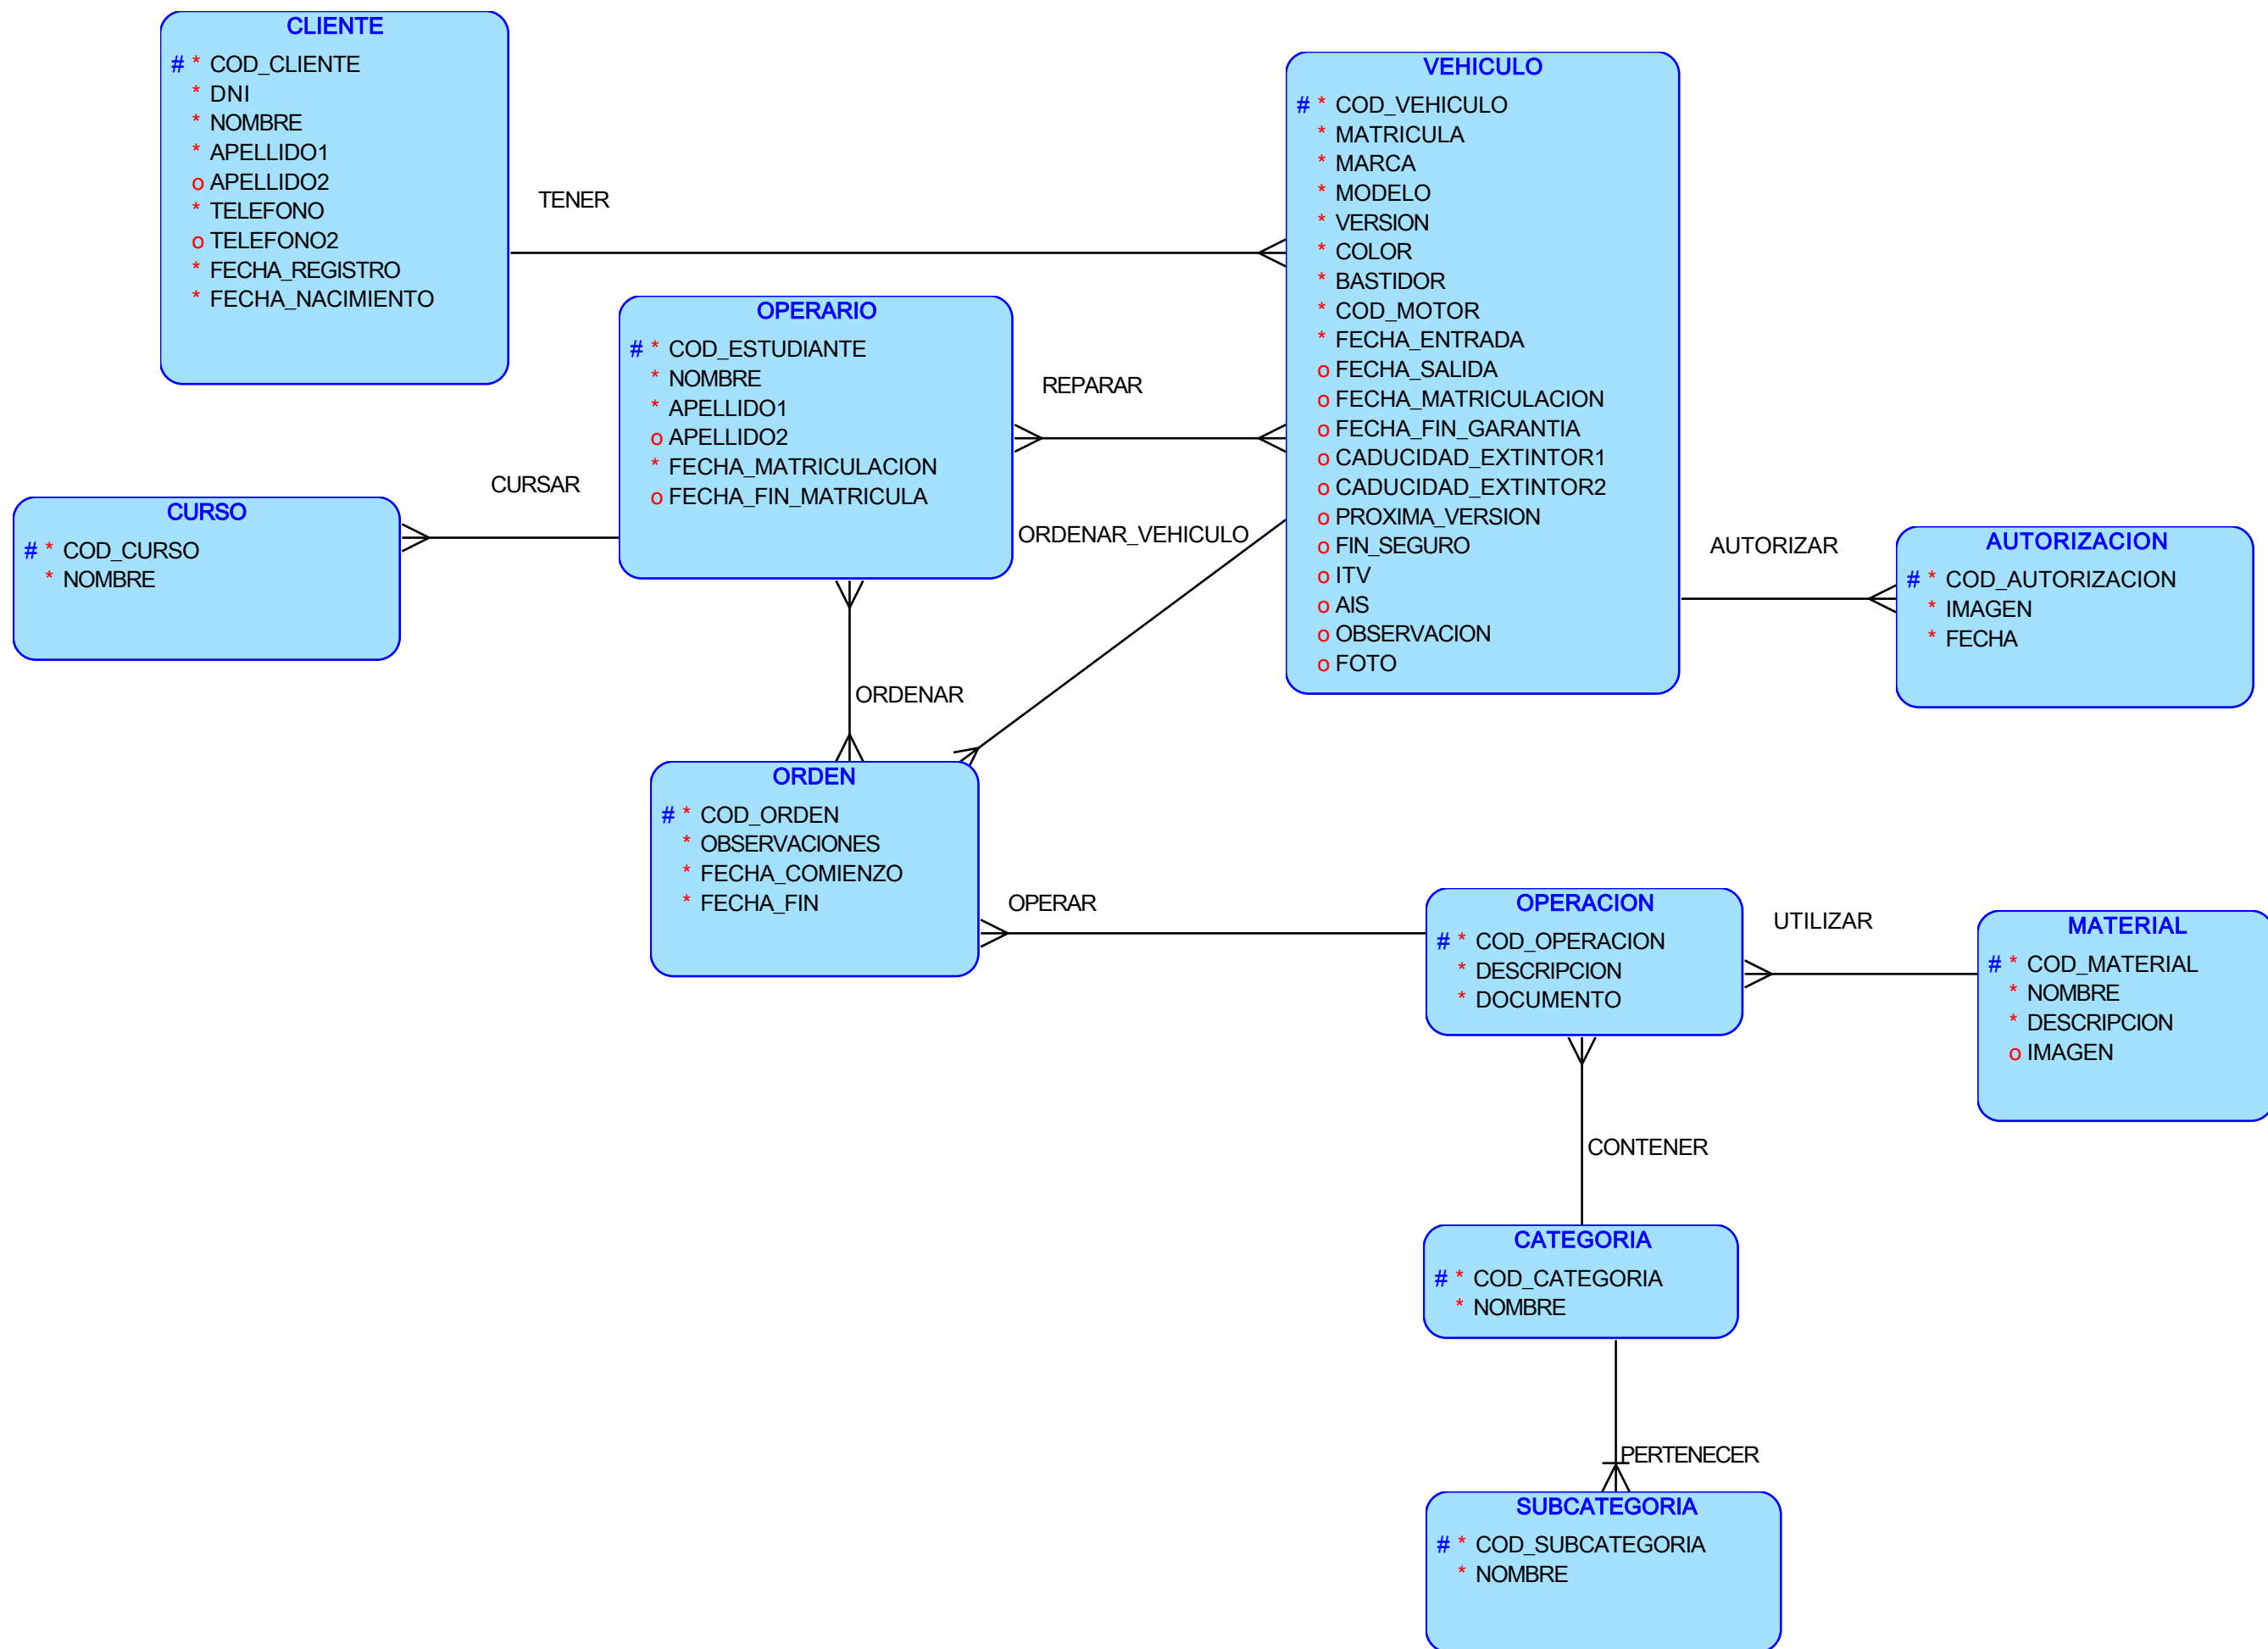 CLIENTE
# * COD_CLIENTE
* DNI
* NOMBRE
* APELLIDO1
o APELLIDO2
* TELEFONO
o TELEFONO2
* FECHA_REGISTRO
* FECHA_NACIMIENTO
TENER
VEHICULO
# * COD_VEHICULO
* MATRICULA
* MARCA
* MODELO
* VERSION
* COLOR
* BASTIDOR
* COD_MOTOR
* FECHA_ENTRADA
o FECHA_SALIDA
o FECHA_MATRICULACION
o FECHA_FIN_GARANTIA
o CADUCIDAD_EXTINTOR1
o CADUCIDAD_EXTINTOR2
o PROXIMA_VERSION
o FIN_SEGURO
o ITV
o AIS
o OBSERVACION
o FOTO
OPERARIO
# * COD_ESTUDIANTE
* NOMBRE
* APELLIDO1
o APELLIDO2
* FECHA_MATRICULACION
o FECHA_FIN_MATRICULA
REPARAR
CURSAR
CURSO
# * COD_CURSO
* NOMBRE
ORDENAR_VEHICULO
AUTORIZAR
AUTORIZACION
# * COD_AUTORIZACION
* IMAGEN
* FECHA
ORDENAR
ORDEN
# * COD_ORDEN
* OBSERVACIONES
* FECHA_COMIENZO
* FECHA_FIN
OPERAR
OPERACION
# * COD_OPERACION
* DESCRIPCION
* DOCUMENTO
UTILIZAR
MATERIAL
# * COD_MATERIAL
* NOMBRE
* DESCRIPCION
o IMAGEN
CONTENER
CATEGORIA
# * COD_CATEGORIA
* NOMBRE
PERTENECER
SUBCATEGORIA
# * COD_SUBCATEGORIA
* NOMBRE